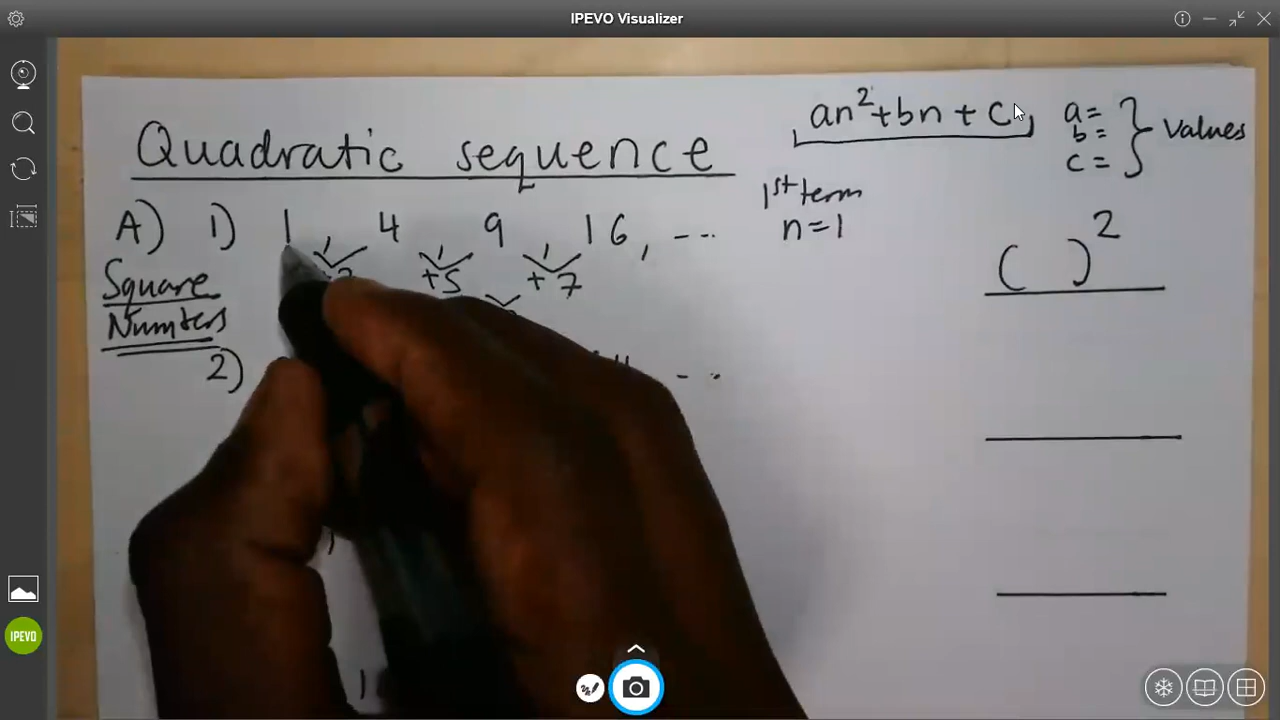 IPEVO Visualizer
Quadratic sequence
an²+bn + c
a=
b=
c=
} Values
1st term
n=1
A) 1) 1, 4 9 16, ---
+5 +7
Square
Numbers
( )²
2)
IPEVO